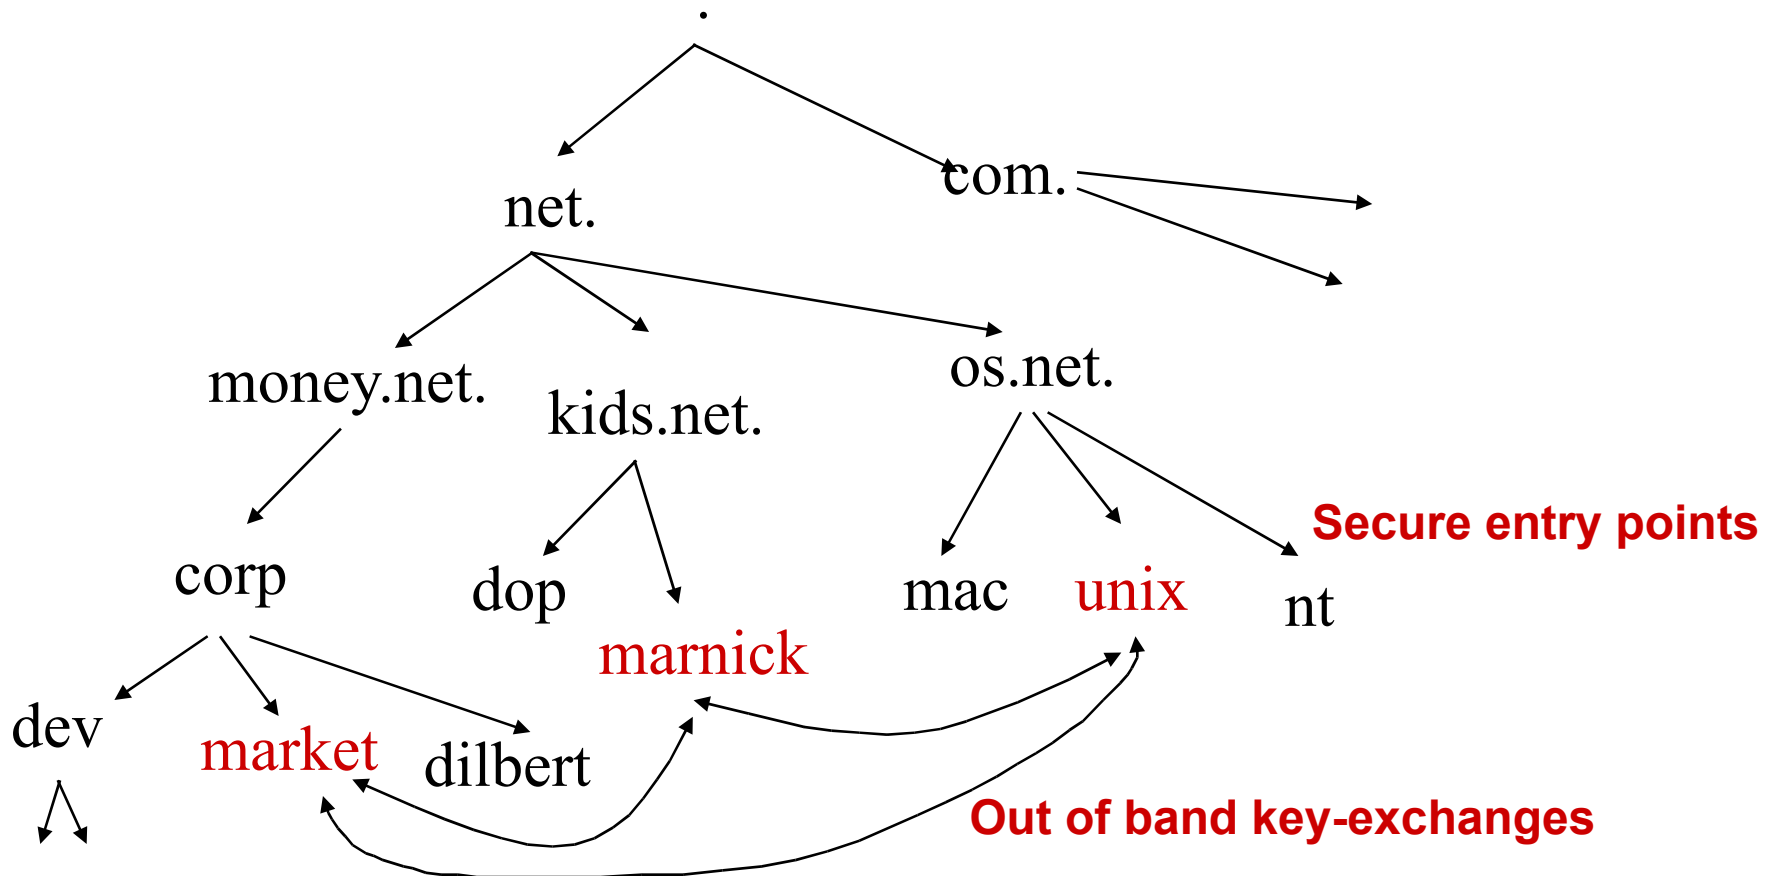 .
com.
net.
os.net.
money.net.
kids.net.
Secure entry points
corp
dop
mac
unix
nt
marnick
dev
market
dilbert
Out of band key-exchanges